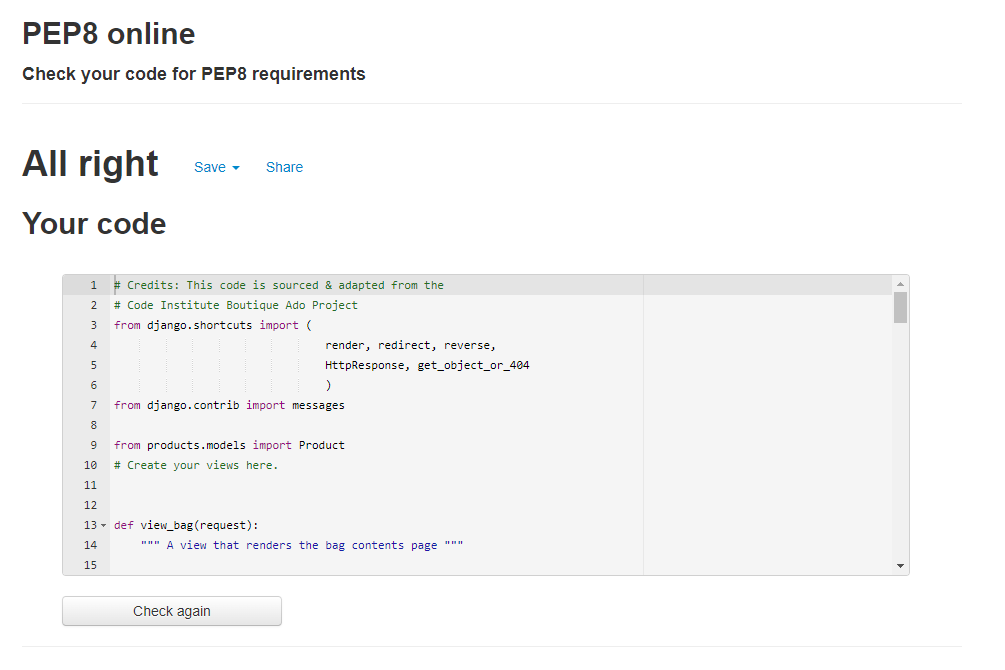 PEP8 online
Check your code for PEP8 requirements
All right Save Share
Your code
1 # Credits: This code is sourced & adapted from the
2 # Code Institute Boutique Ado Project
3 from django.shortcuts import (
4 render, redirect, reverse,
5 HttpResponse, get_object_or_404
6 )
7 from django.contrib import messages
8
9 from products.models import Product
10 # Create your views here.
11
12
13 def view_bag(request):
14 """ A view that renders the bag contents page """
15
Check again